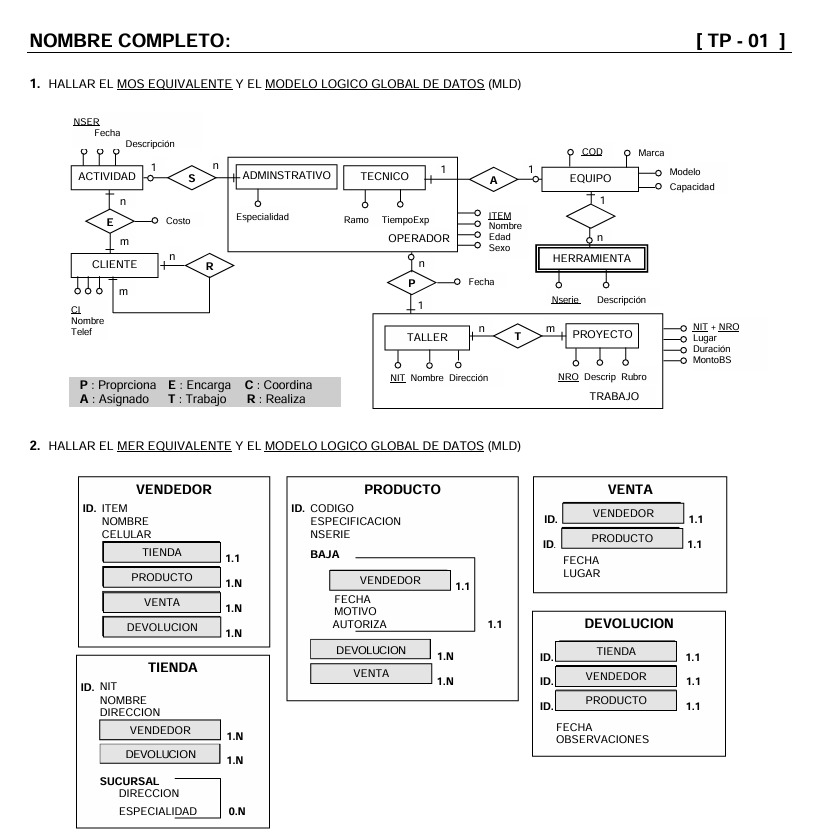 NOMBRE COMPLETO: [ TP - 01 ]
1. HALLAR EL MOS EQUIVALENTE Y EL MODELO LOGICO GLOBAL DE DATOS (MLD)
NSER
Fecha
Descripción
ACTIVIDAD
1
S
n
ADMINSTRATIVO
Especialidad
TECNICO
Ramo
TiempoExp
OPERADOR
ITEM
Nombre
Edad
Sexo
1
A
1
EQUIPO
COD
Marca
Modelo
Capacidad
1
n
HERRAMIENTA
Nserie
Descripción
n
E
Costo
m
CLIENTE
n
R
m
CI
Nombre
Telef
n
P
Fecha
1
TALLER
n
T
m
PROYECTO
NIT
Nombre
Dirección
NRO
Descrip
Rubro
TRABAJO
NIT + NRO
Lugar
Duración
MontoBS
P : Proprciona E : Encarga C : Coordina
A : Asignado T : Trabajo R : Realiza
2. HALLAR EL MER EQUIVALENTE Y EL MODELO LOGICO GLOBAL DE DATOS (MLD)
VENDEDOR
ID. ITEM
NOMBRE
CELULAR
TIENDA 1.1
PRODUCTO 1.N
VENTA 1.N
DEVOLUCION 1.N
TIENDA
ID. NIT
NOMBRE
DIRECCION
VENDEDOR 1.N
DEVOLUCION 1.N
SUCURSAL
DIRECCION
ESPECIALIDAD 0.N
PRODUCTO
ID. CODIGO
ESPECIFICACION
NSERIE
BAJA
VENDEDOR 1.1
FECHA
MOTIVO
AUTORIZA 1.1
DEVOLUCION 1.N
VENTA 1.N
VENTA
ID. VENDEDOR 1.1
ID. PRODUCTO 1.1
FECHA
LUGAR
DEVOLUCION
ID. TIENDA 1.1
ID. VENDEDOR 1.1
ID. PRODUCTO 1.1
FECHA
OBSERVACIONES